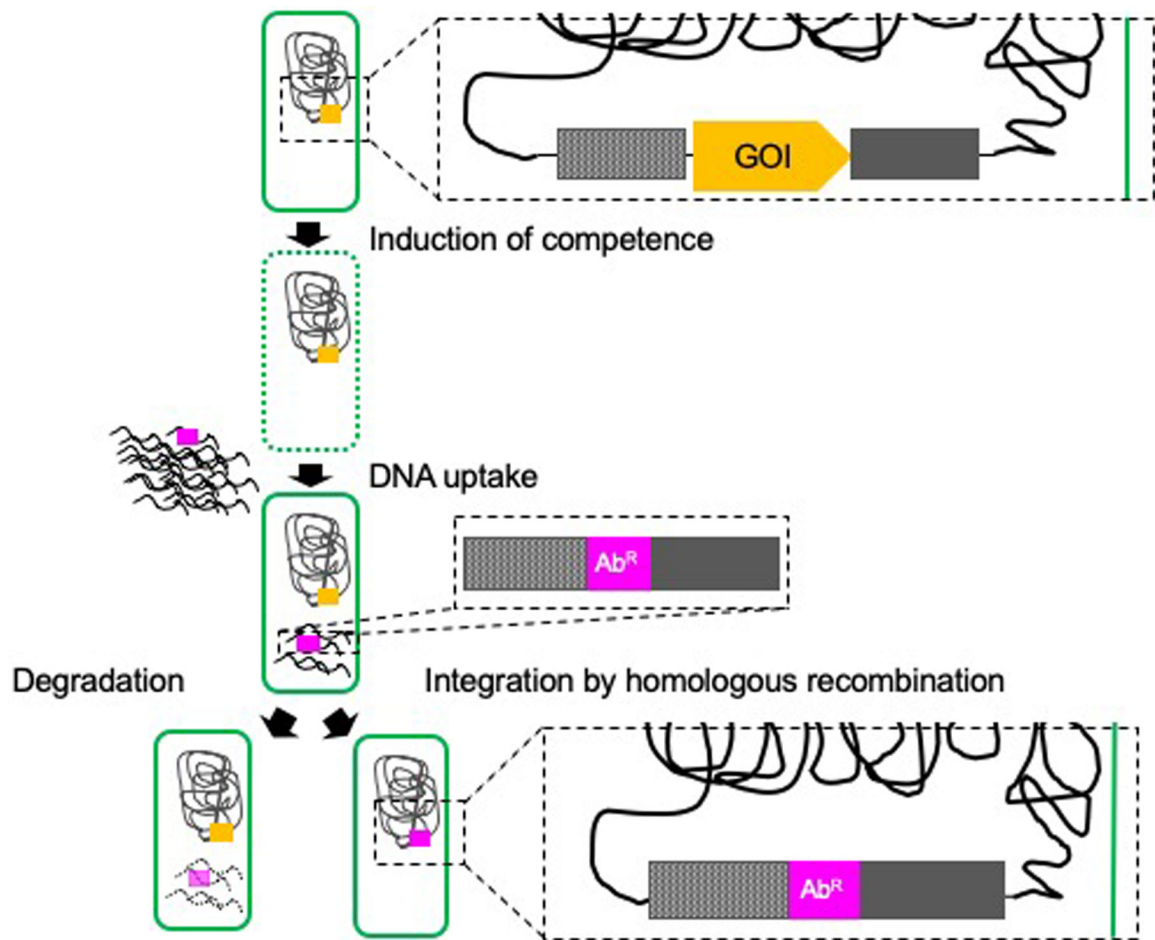 GOI
Induction of competence
DNA uptake
Abᴿ
Degradation
Integration by homologous recombination
Abᴿ